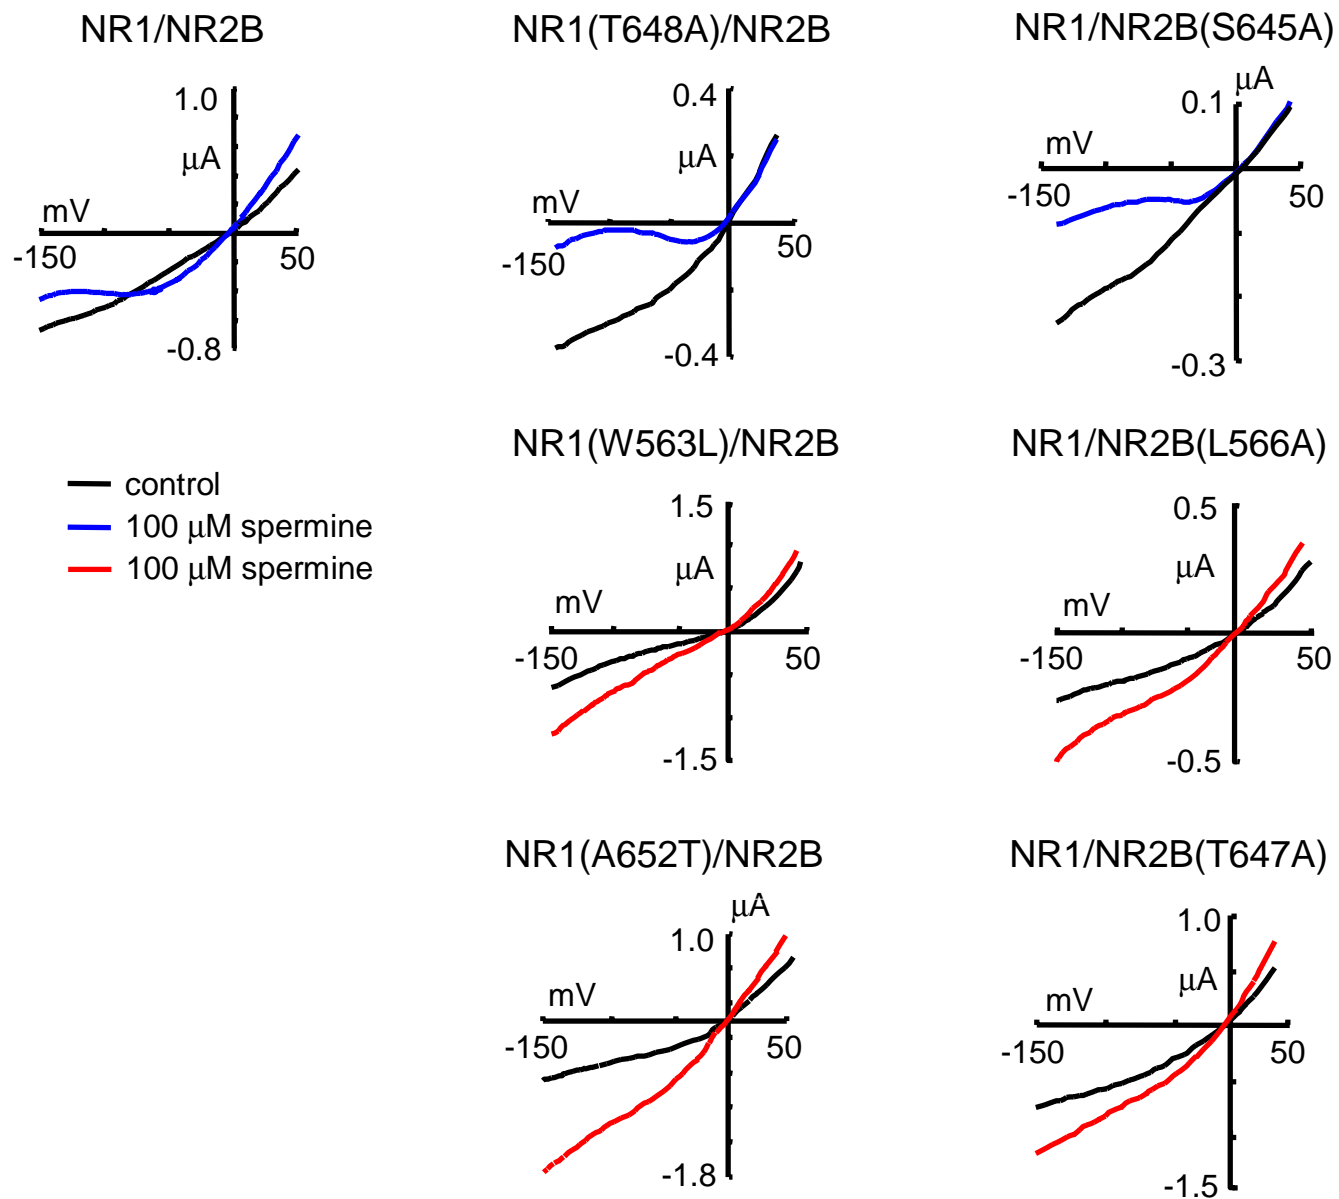 NR1/NR2B
1.0
μA
mV
-150
50
-0.8
NR1(T648A)/NR2B
0.4
μA
mV
-150
50
-0.4
NR1/NR2B(S645A)
μA
0.1
mV
-150
50
-0.3
control
100 μM spermine
100 μM spermine
NR1(W563L)/NR2B
1.5
μA
mV
-150
50
-1.5
NR1/NR2B(L566A)
0.5
μA
mV
-150
50
-0.5
NR1(A652T)/NR2B
μA
1.0
mV
-150
50
-1.8
NR1/NR2B(T647A)
1.0
μA
mV
-150
50
-1.5